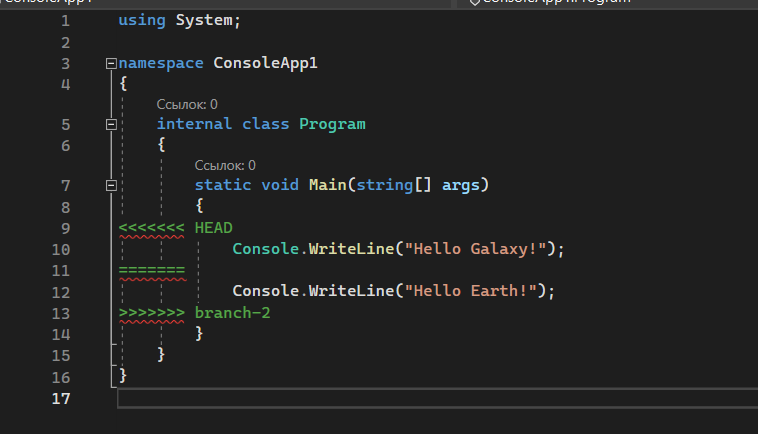 ConsoleApp1 ConsoleApp1.Program
1 using System;
2
3 namespace ConsoleApp1
4 {
Ссылок: 0
5 internal class Program
6 {
Ссылок: 0
7 static void Main(string[] args)
8 {
9 <<<<<<< HEAD
10 Console.WriteLine("Hello Galaxy!");
11 =======
12 Console.WriteLine("Hello Earth!");
13 >>>>>>> branch-2
14 }
15 }
16 }
17